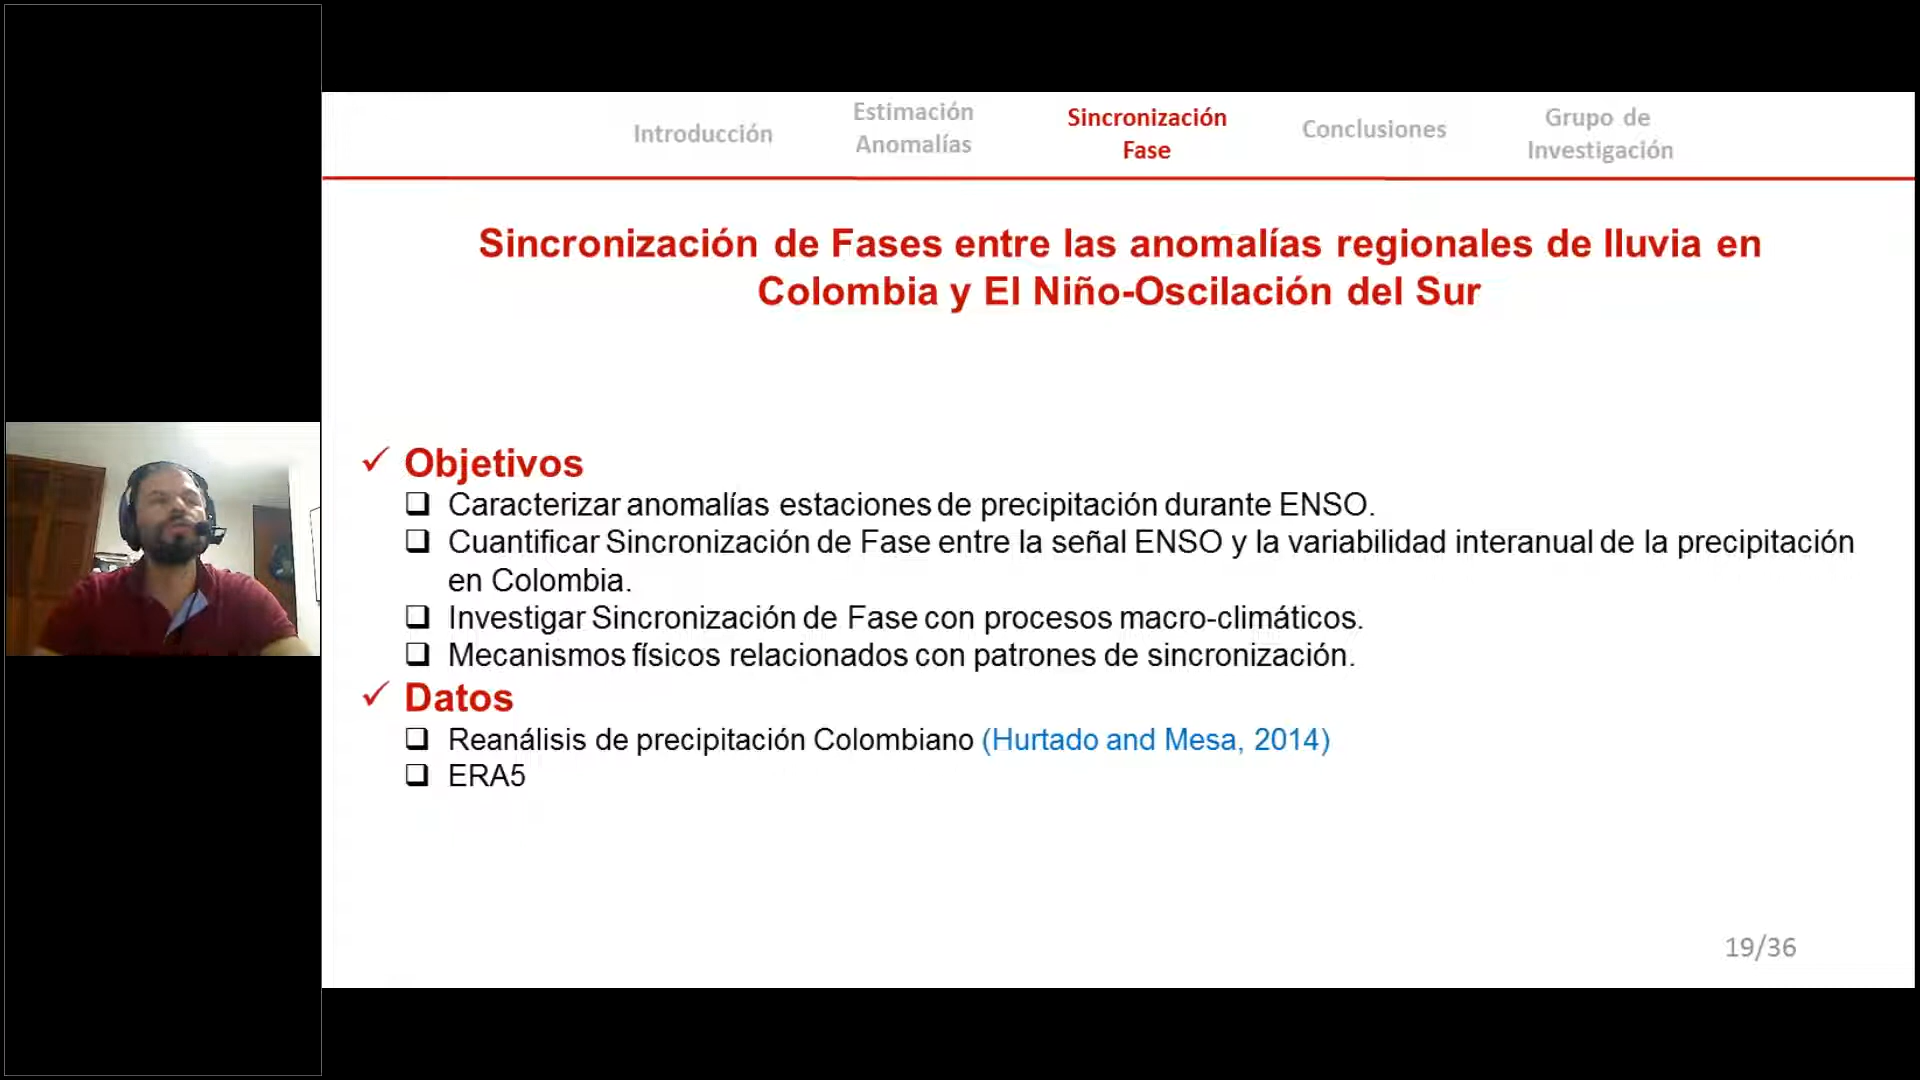 Introducción
Estimación
Anomalías
Sincronización
Fase
Conclusiones
Grupo de
Investigación
Sincronización de Fases entre las anomalías regionales de lluvia en
Colombia y El Niño-Oscilación del Sur
Objetivos
Caracterizar anomalías estaciones de precipitación durante ENSO.
Cuantificar Sincronización de Fase entre la señal ENSO y la variabilidad interanual de la precipitación
en Colombia.
Investigar Sincronización de Fase con procesos macro-climáticos.
Mecanismos físicos relacionados con patrones de sincronización.
Datos
Reanálisis de precipitación Colombiano (Hurtado and Mesa, 2014)
ERA5
19/36